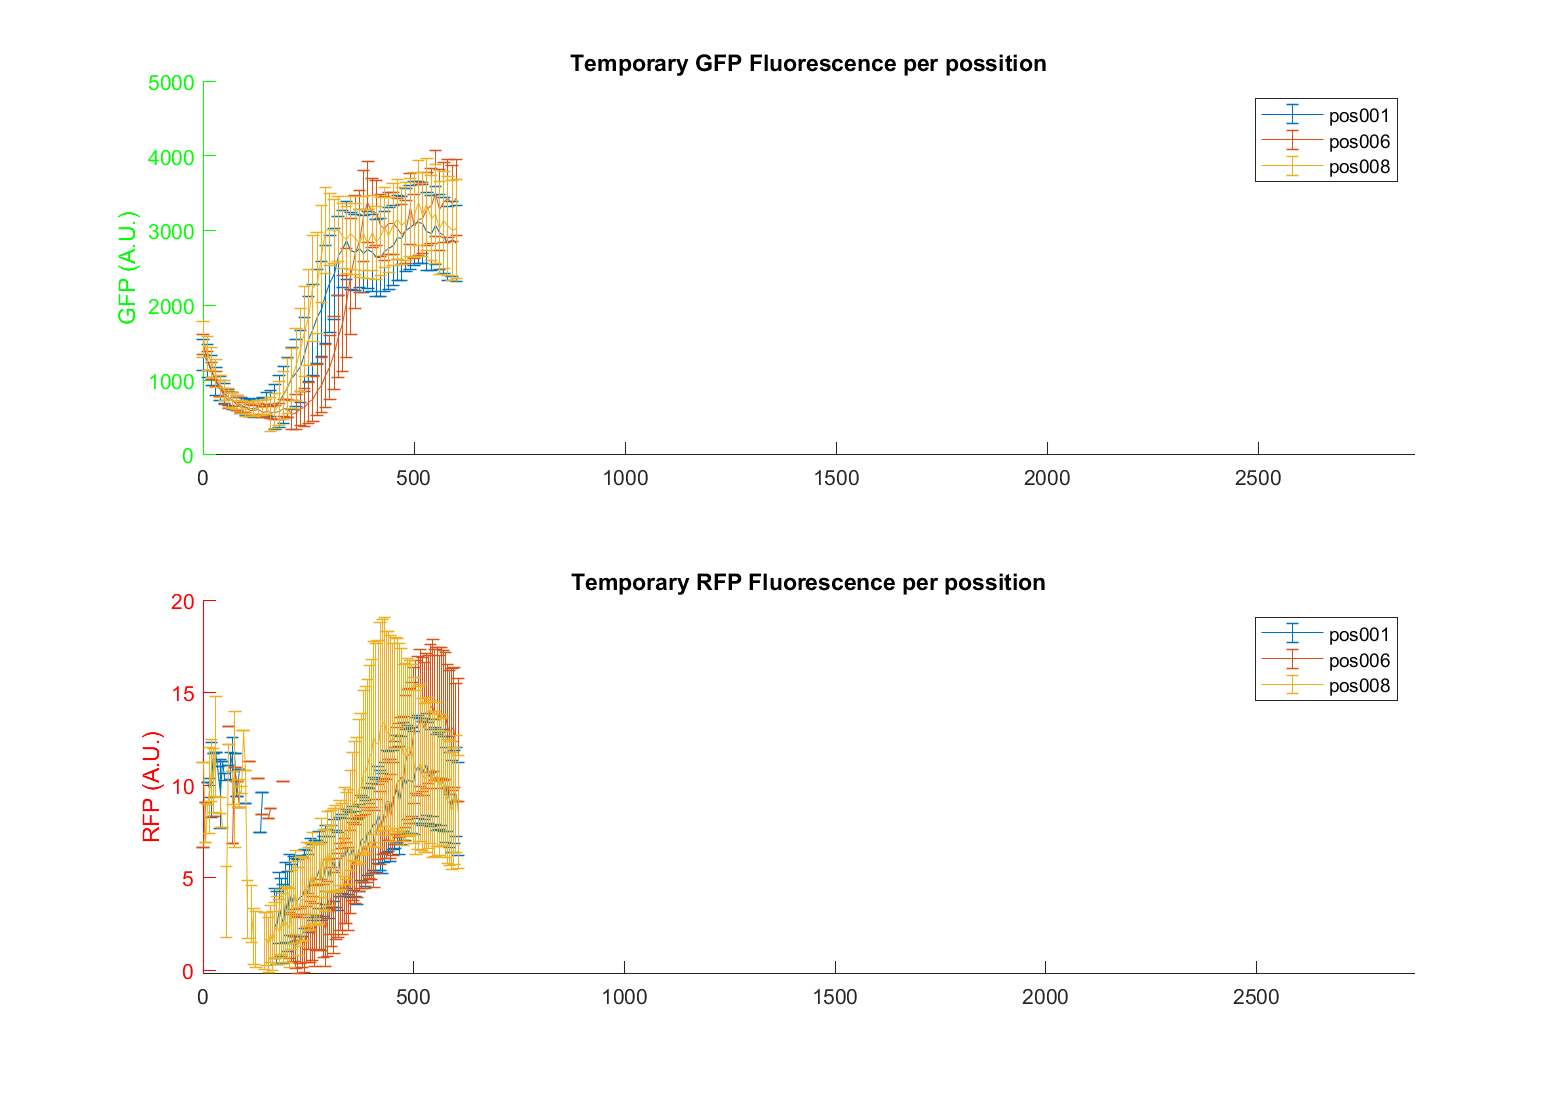 Temporary GFP Fluorescence per possition
5000
4000
3000
2000
1000
0
GFP (A.U.)
pos001
pos006
pos008
0 500 1000 1500 2000 2500
Temporary RFP Fluorescence per possition
20
15
10
5
0
RFP (A.U.)
pos001
pos006
pos008
0 500 1000 1500 2000 2500